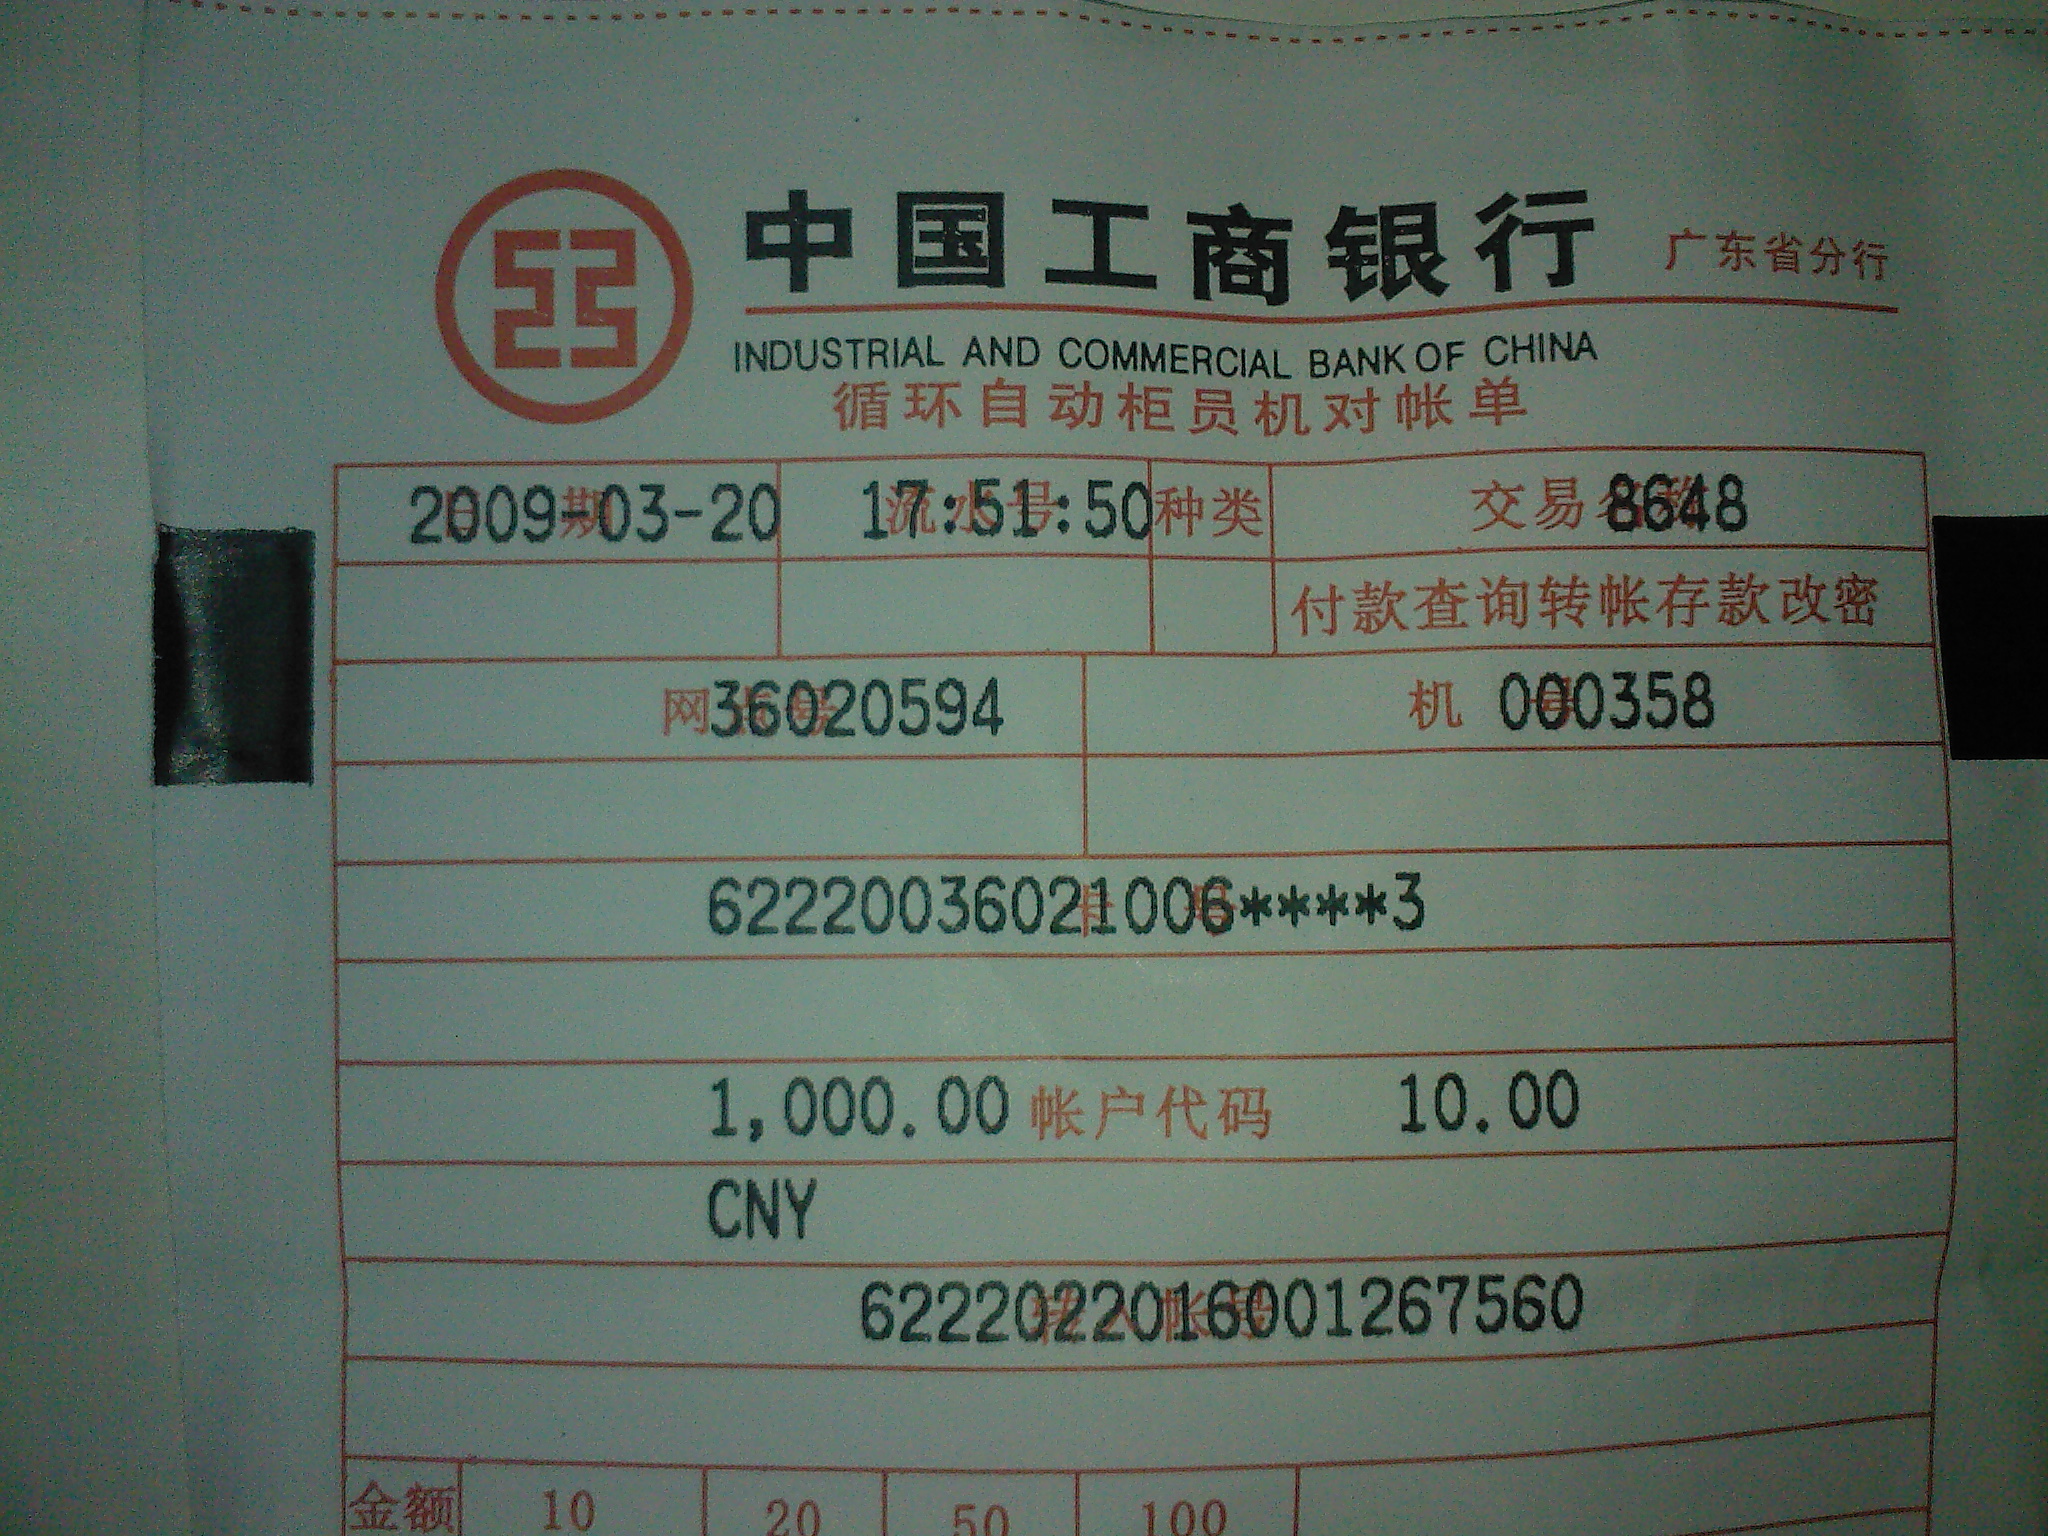 中国工商银行 广东省分行
INDUSTRIAL AND COMMERCIAL BANK OF CHINA
循环自动柜员机对帐单
2009-03-20 17:51:50 种类 交易 8648
付款查询转帐存款改密
网 36020594 机 000358
62220036021006****3
1,000.00 帐户代码 10.00
CNY
6222022016001267560
金额 10 20 50 100